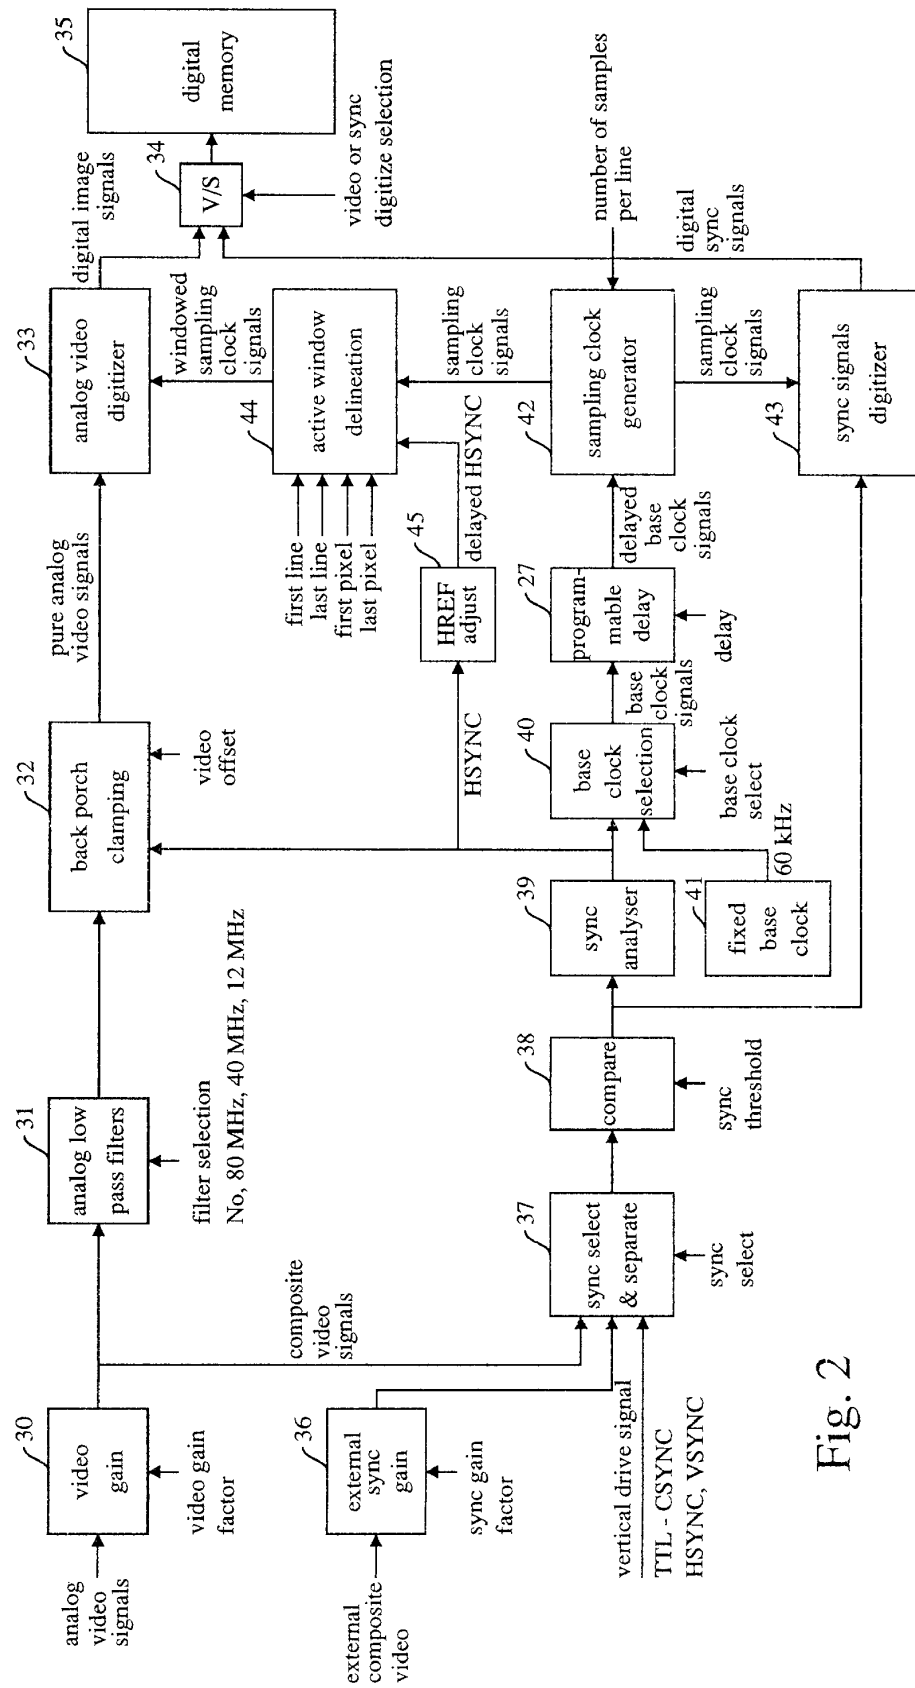 analog
video
signals
30
video
gain
video gain
factor
31
analog low
pass filters
filter selection
No, 80 MHz, 40 MHz, 12 MHz
32
back porch
clamping
video
offset
pure analog
video signals
33
analog video
digitizer
digital image
signals
34
V/S
video or sync
digitize selection
35
digital
memory
composite
video
signals
windowed
sampling
clock
signals
44
active window
delineation
first line
last line
first pixel
last pixel
45
HREF
adjust
delayed HSYNC
HSYNC
sampling
clock
signals
external
composite
video
36
external
sync
gain
sync gain
factor
vertical drive signal
TTL - CSYNC
HSYNC, VSYNC
37
sync select
& separate
sync
select
38
compare
sync
threshold
39
sync
analyser
40
base
clock
selection
base clock
select
41
fixed
base
clock
60 kHz
base
clock
signals
27
program-
mable
delay
delay
delayed
base
clock
signals
42
sampling clock
generator
number of samples
per line
sampling
clock
signals
43
sync signals
digitizer
digital
sync
signals
Fig. 2